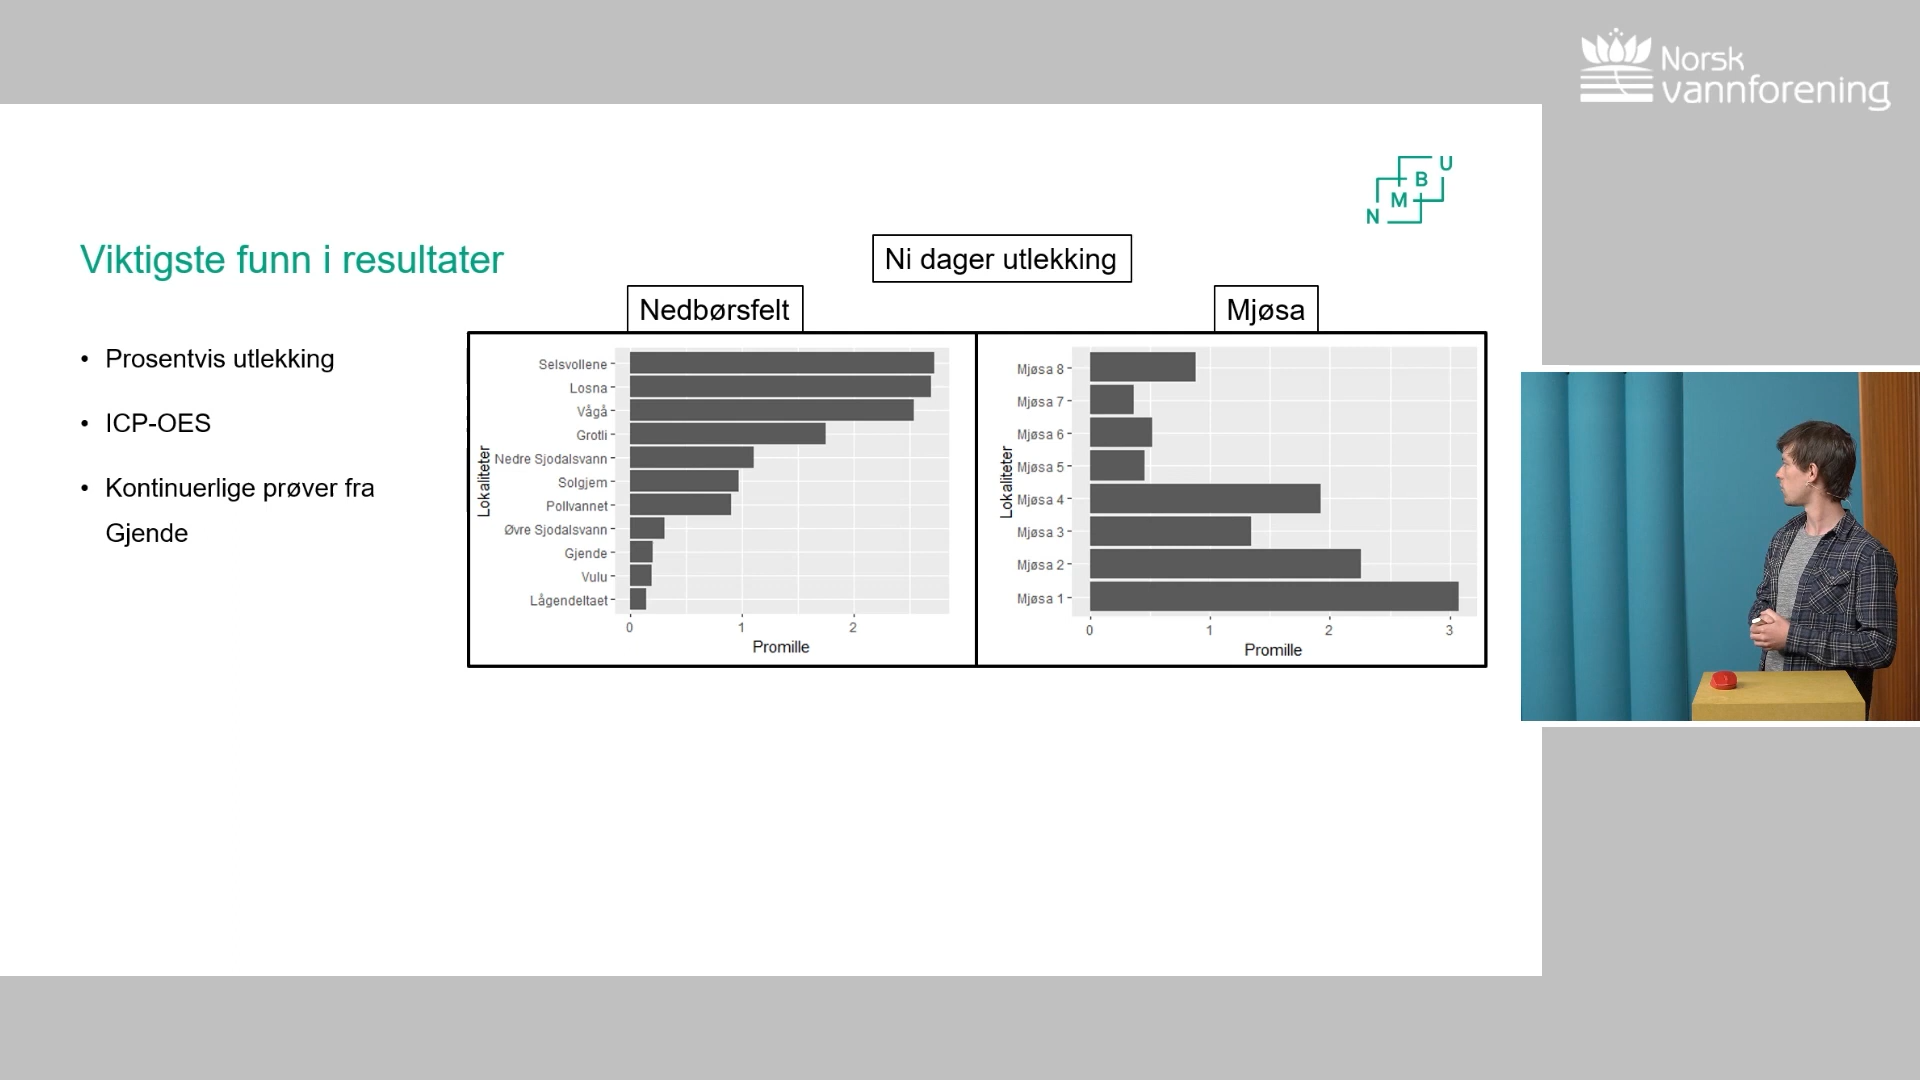 Norsk
vannforening
N M B U
Viktigste funn i resultater
Ni dager utlekking
Nedbørsfelt
Mjøsa
• Prosentvis utlekking
• ICP-OES
• Kontinuerlige prøver fra
Gjende
Lokaliteter
Selsvollene
Losna
Vågå
Grotli
Nedre Sjodalsvann
Solgjem
Pollvannet
Øvre Sjodalsvann
Gjende
Vulu
Lågendeltaet
0 1 2
Promille
Lokaliteter
Mjøsa 8
Mjøsa 7
Mjøsa 6
Mjøsa 5
Mjøsa 4
Mjøsa 3
Mjøsa 2
Mjøsa 1
0 1 2 3
Promille